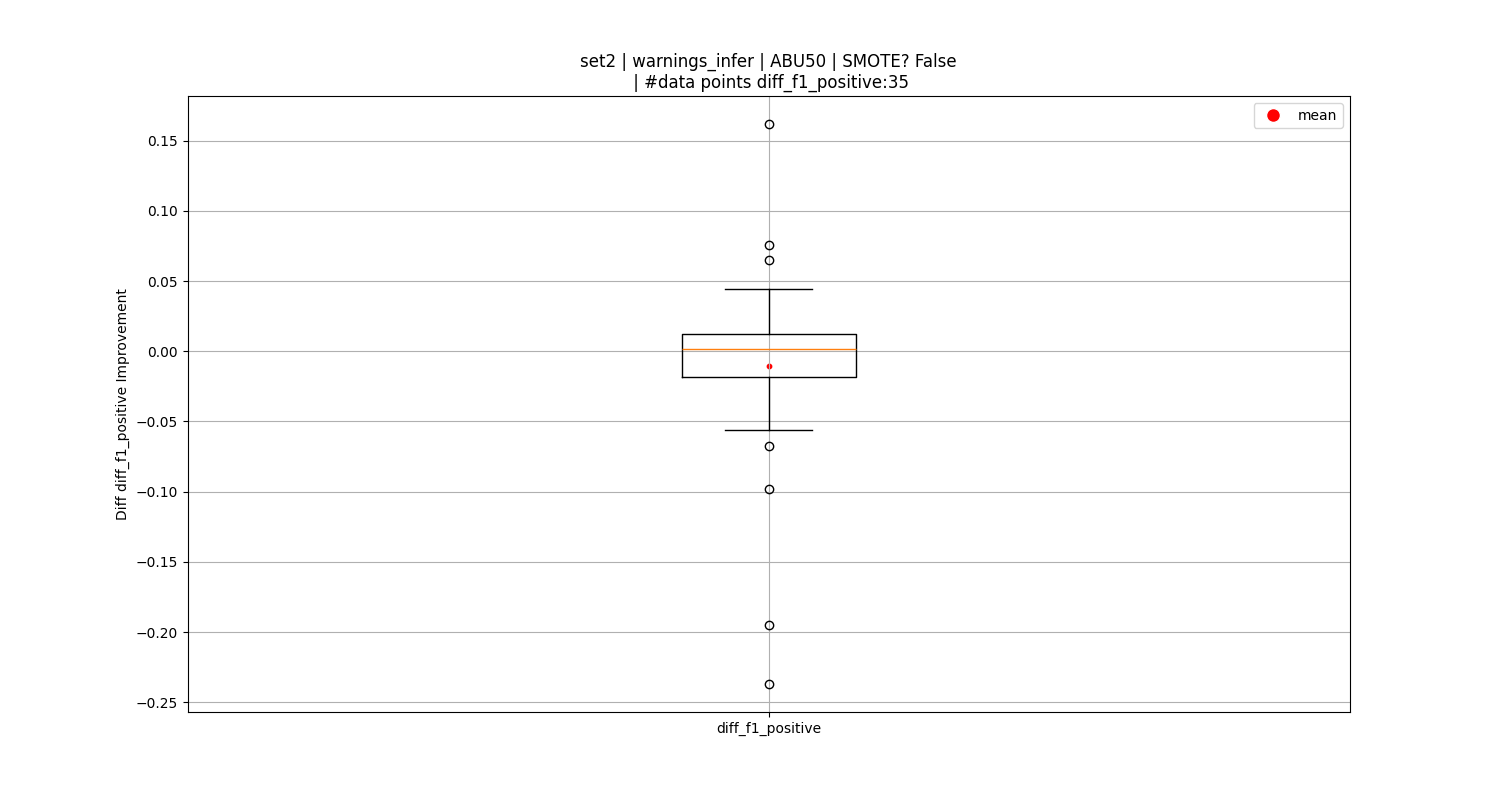 set2 | warnings_infer | ABU50 | SMOTE? False
| #data points diff_f1_positive:35
mean
0.15
0.10
0.05
0.00
−0.05
−0.10
−0.15
−0.20
−0.25
Diff diff_f1_positive Improvement
diff_f1_positive